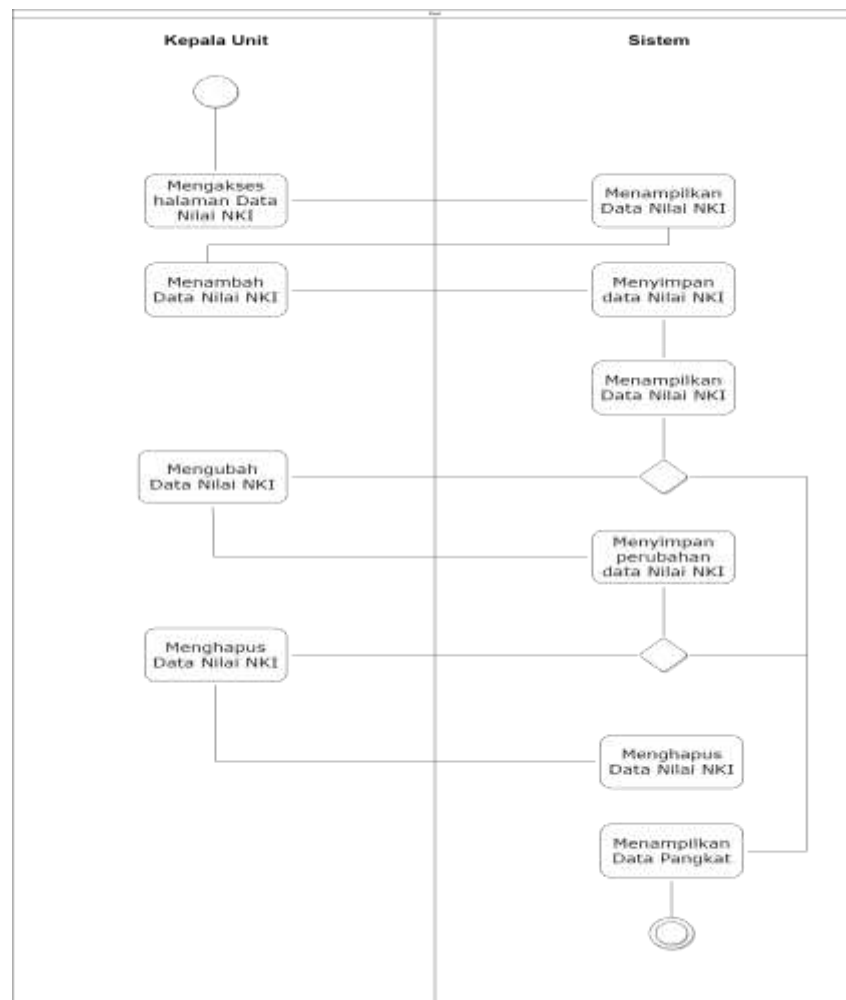 Kepala Unit
Sistem
Mengakses
halaman Data
Nilai NKI
Menampilkan
Data Nilai NKI
Menambah
Data Nilai NKI
Menyimpan
data Nilai NKI
Menampilkan
Data Nilai NKI
Mengubah
Data Nilai NKI
Menyimpan
perubahan
data Nilai NKI
Menghapus
Data Nilai NKI
Menghapus
Data Nilai NKI
Menampilkan
Data Pangkat